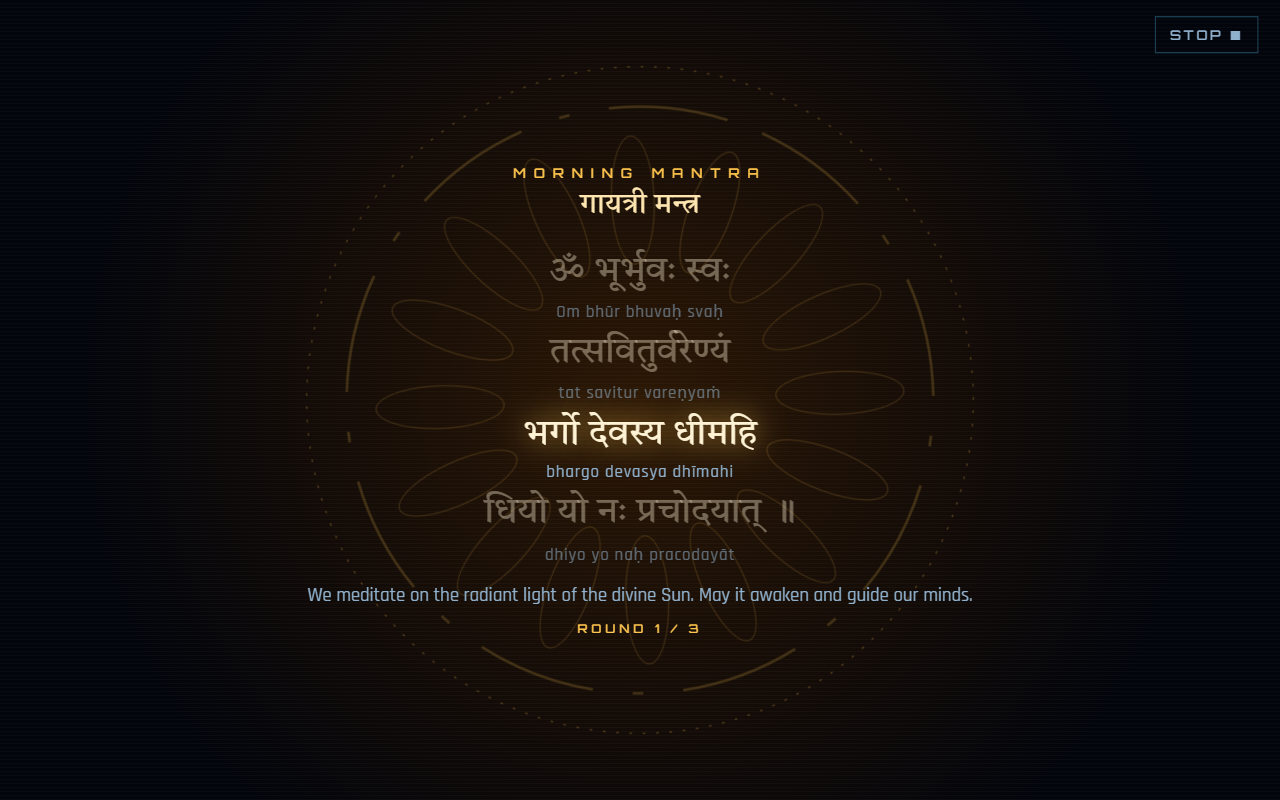 STOP ■
MORNING MANTRA
गायत्री मन्त्र
ॐ भूर्भुवः स्वः
Om bhūr bhuvaḥ svaḥ
तत्सवितुर्वरेण्यं
tat savitur vareṇyaṁ
भर्गो देवस्य धीमहि
bhargo devasya dhīmahi
धियो यो नः प्रचोदयात् ॥
dhiyo yo naḥ pracodayāt
We meditate on the radiant light of the divine Sun. May it awaken and guide our minds.
ROUND 1 / 3